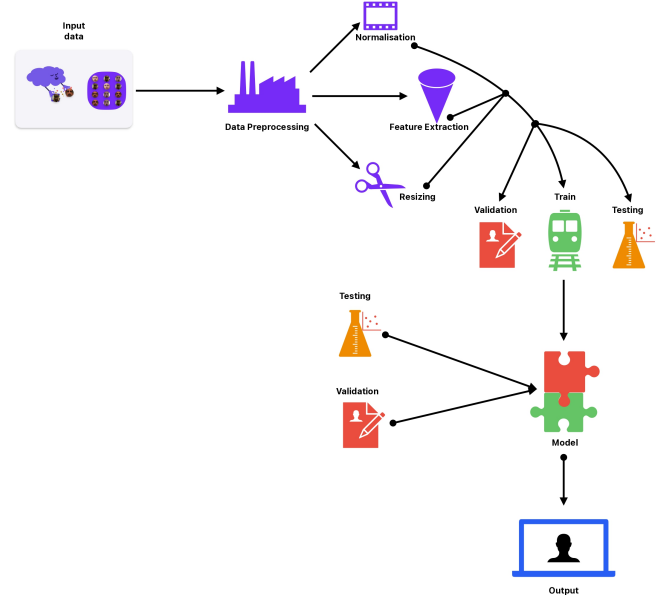 Input
data
Normalisation
Data Preprocessing
Feature Extraction
Resizing
Validation
Train
Testing
Testing
Validation
Model
Output